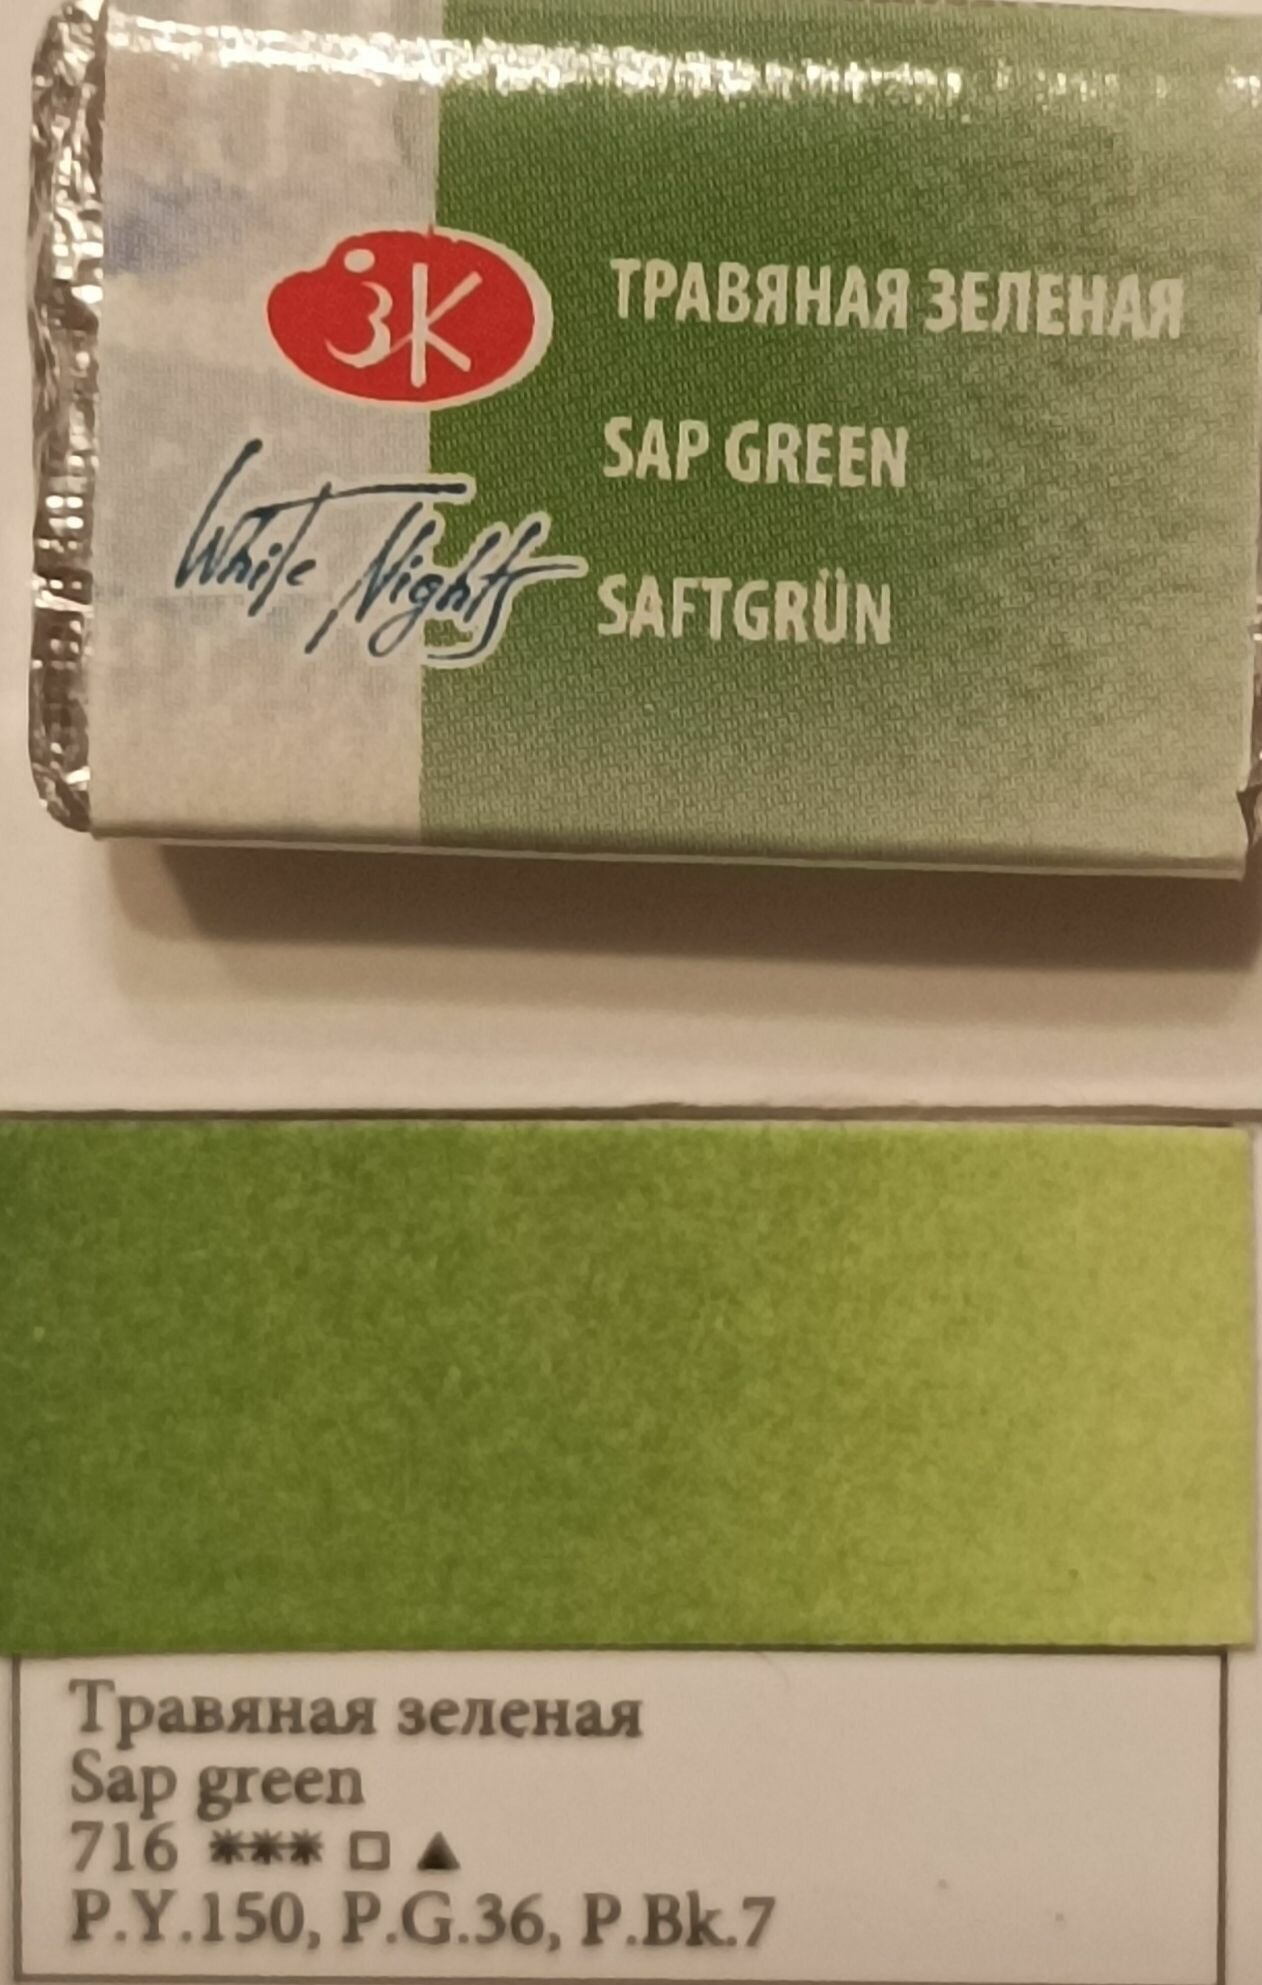 ЗК
ТРАВЯНАЯ ЗЕЛЕНАЯ
SAP GREEN
White Nights
SAFTGRÜN
Травяная зеленая
Sap green
716 *** □ ▲
P.Y.150, P.G.36, P.Bk.7